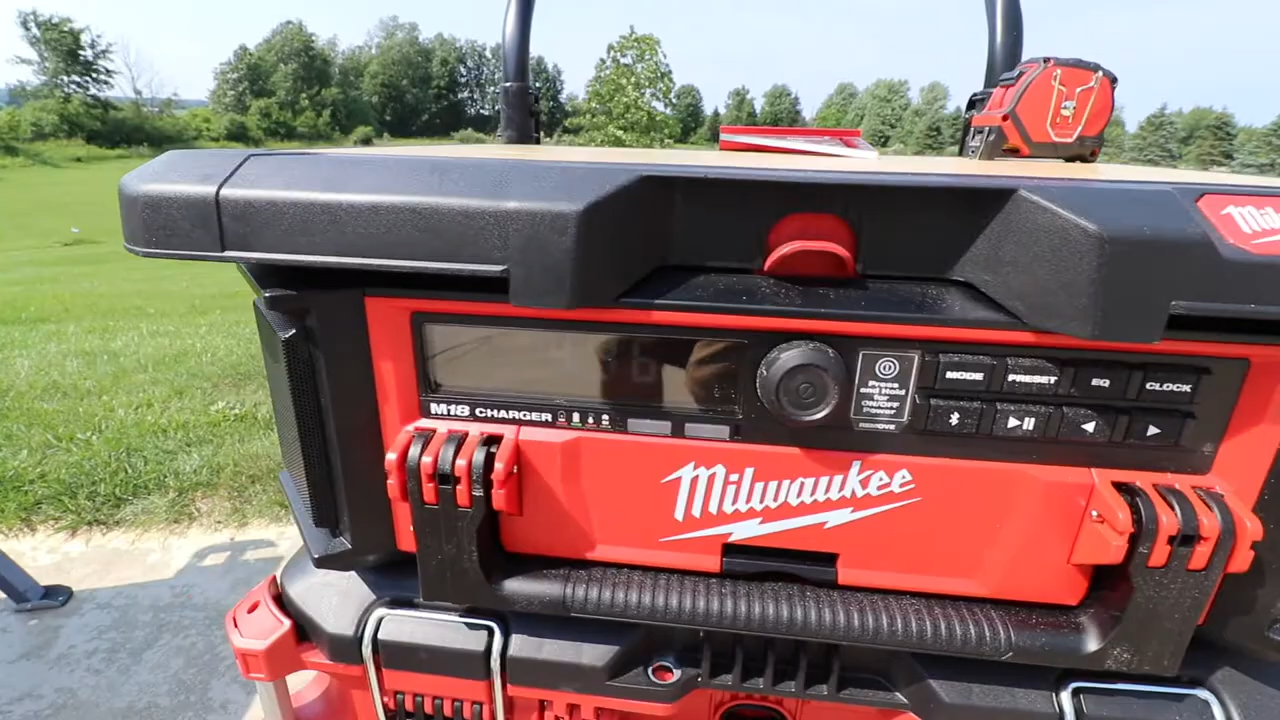 Mil
M18 CHARGER
Press
and Hold
for
ON/OFF
Power
REMOVE
MODE
PRESET
EQ
CLOCK
Milwaukee